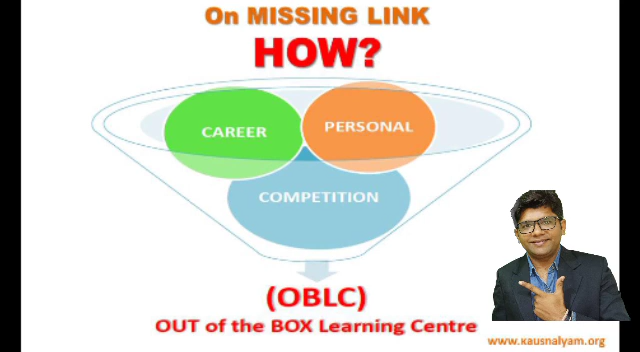 On MISSING LINK
HOW?
CAREER
PERSONAL
COMPETITION
(OBLC)
OUT of the BOX Learning Centre
www.kausnalyam.org